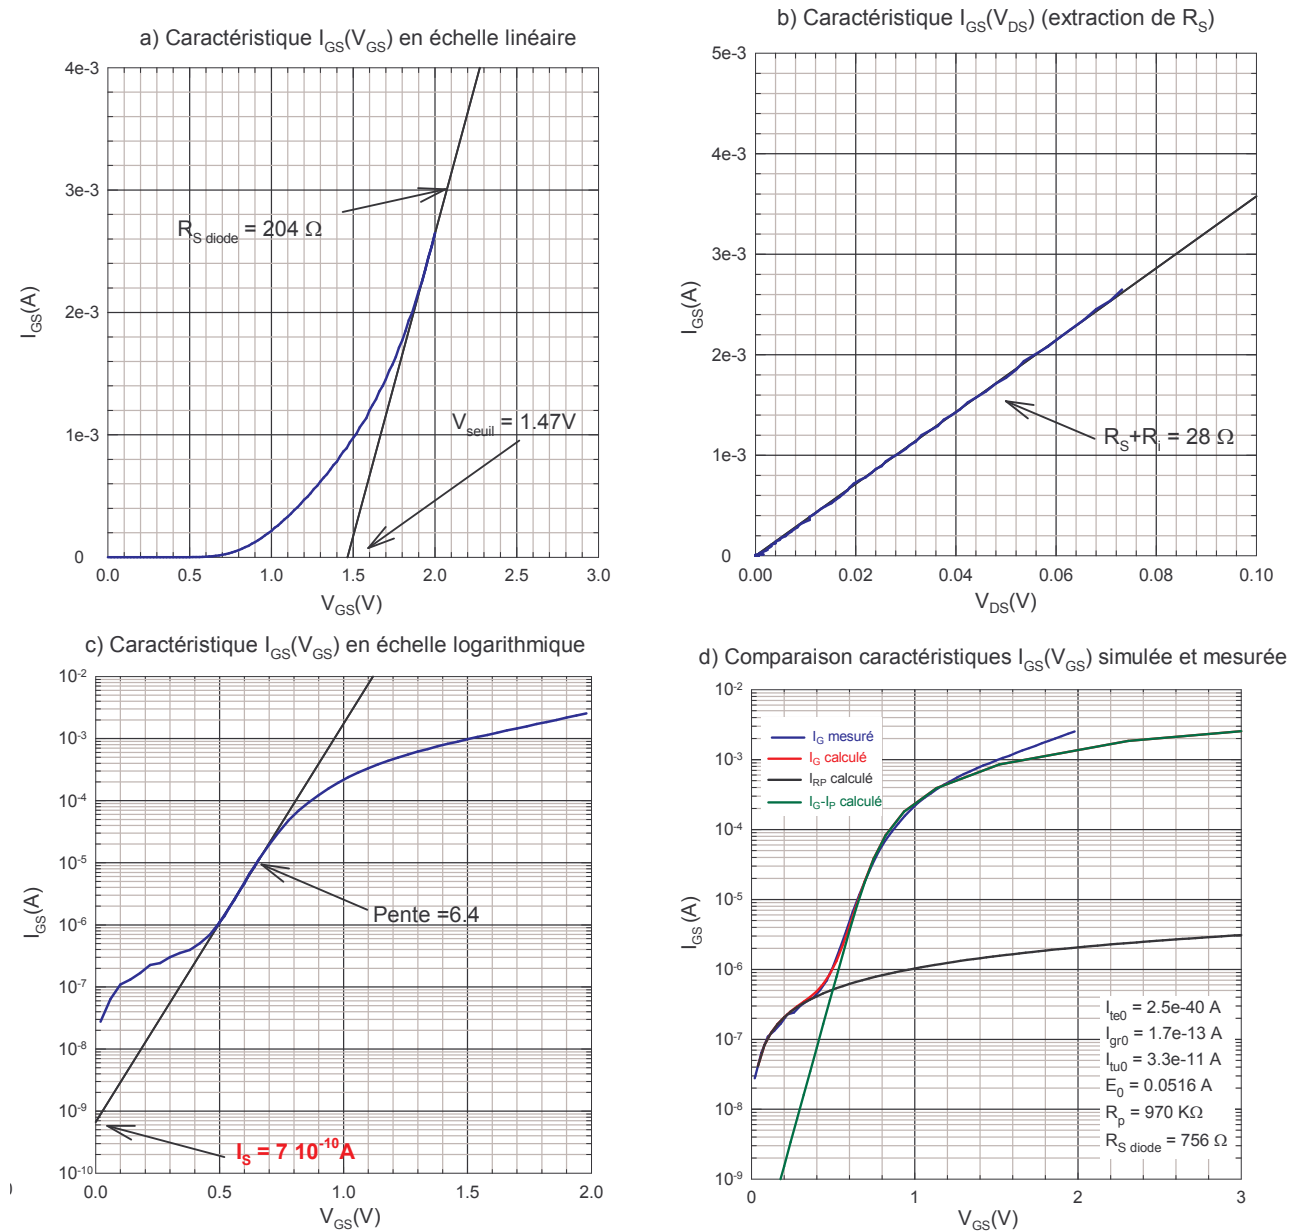 a) Caractéristique I_GS(V_GS) en échelle linéaire
4e-3
3e-3
2e-3
1e-3
0
I_GS(A)
R_S diode = 204 Ω
V_seuil = 1.47V
0.0 0.5 1.0 1.5 2.0 2.5 3.0
V_GS(V)
b) Caractéristique I_GS(V_DS) (extraction de R_S)
5e-3
4e-3
3e-3
2e-3
1e-3
0
I_GS(A)
R_S+R_i = 28 Ω
0.00 0.02 0.04 0.06 0.08 0.10
V_DS(V)
c) Caractéristique I_GS(V_GS) en échelle logarithmique
10^-2
10^-3
10^-4
10^-5
10^-6
10^-7
10^-8
10^-9
10^-10
I_GS(A)
Pente =6.4
I_S = 7 10^-10 A
0.0 0.5 1.0 1.5 2.0
V_GS(V)
d) Comparaison caractéristiques I_GS(V_GS) simulée et mesurée
10^-2
10^-3
10^-4
10^-5
10^-6
10^-7
10^-8
10^-9
I_GS (A)
I_G mesuré
I_G calculé
I_RP calculé
I_G-I_P calculé
I_te0 = 2.5e-40 A
I_gr0 = 1.7e-13 A
I_tu0 = 3.3e-11 A
E_0 = 0.0516 A
R_p = 970 KΩ
R_S diode = 756 Ω
0 1 2 3
V_GS(V)